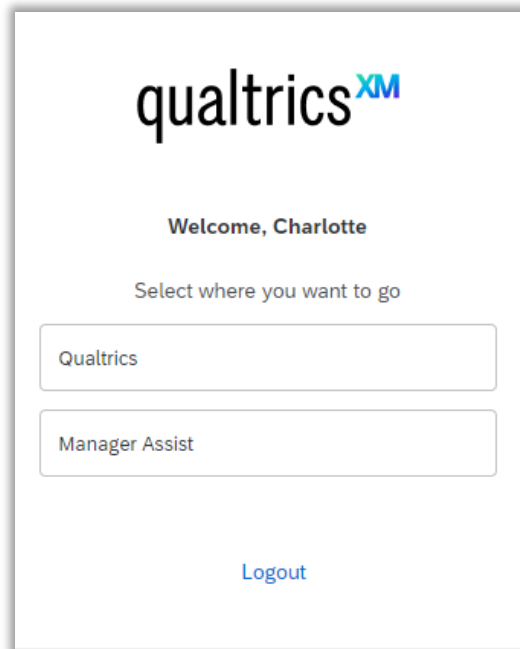 qualtrics XM
Welcome, Charlotte
Select where you want to go
Qualtrics
Manager Assist
Logout